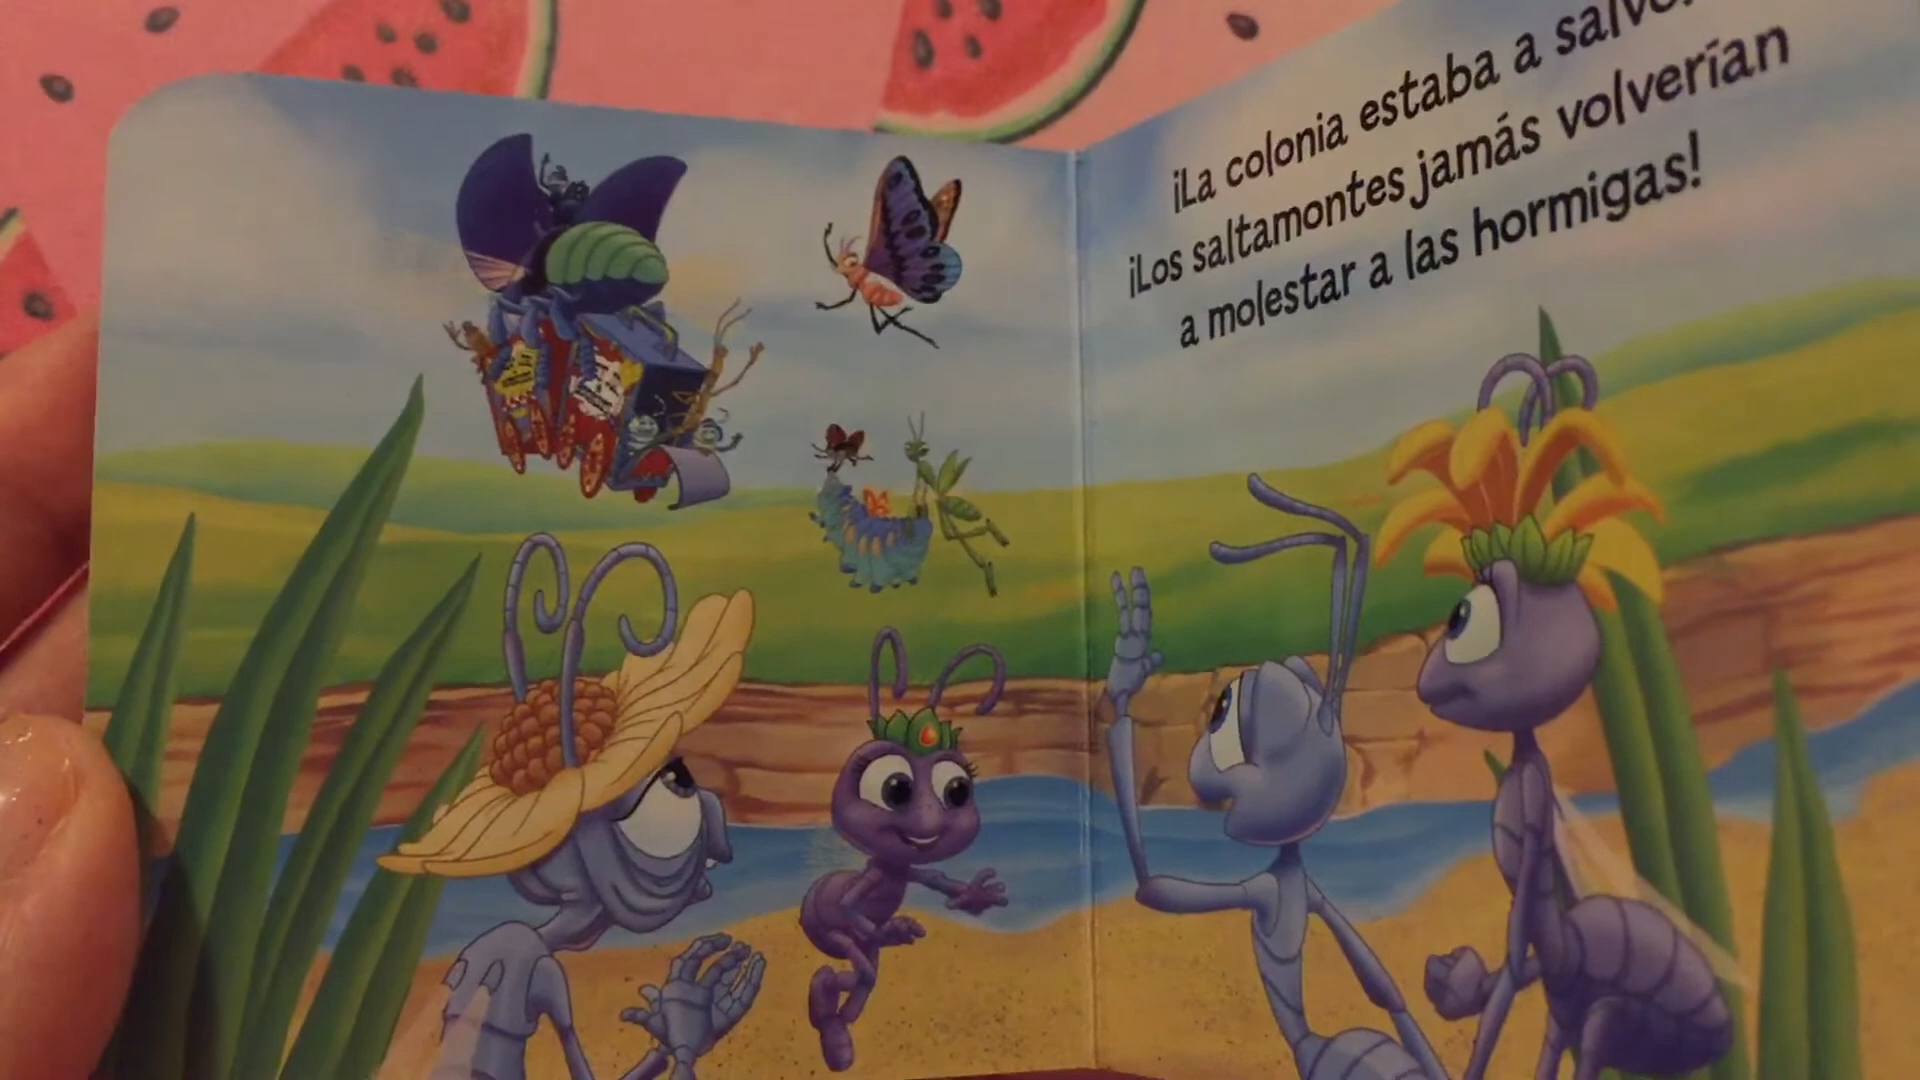 ¡La colonia estaba a salvo!
¡Los saltamontes jamás volverían
a molestar a las hormigas!